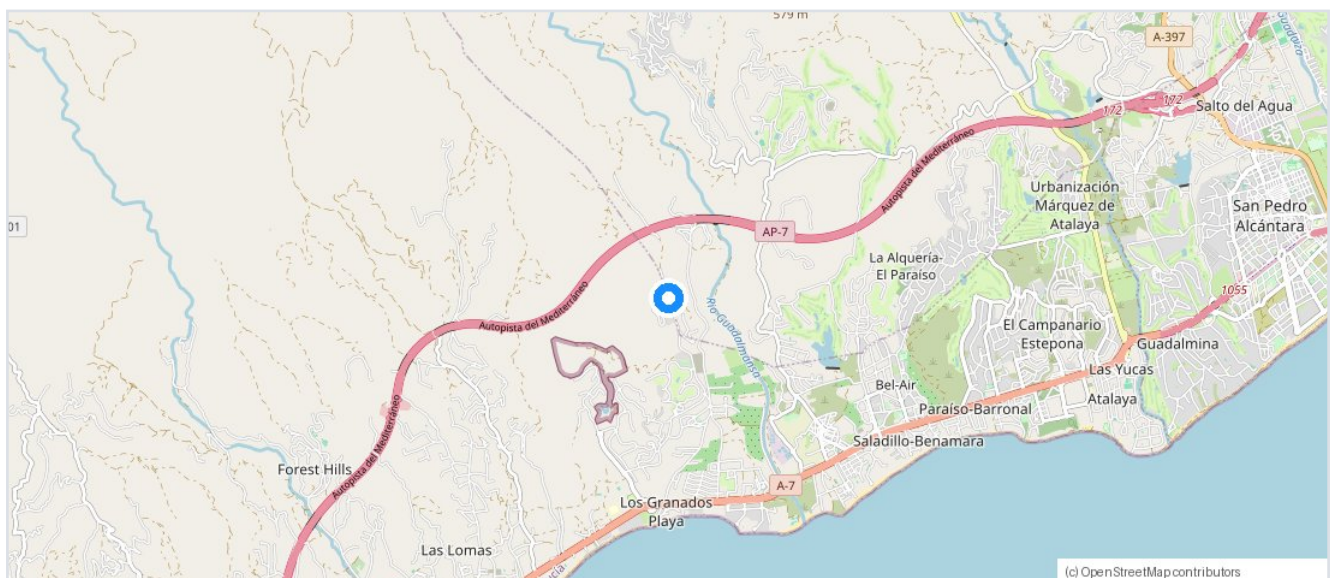 579 m
A-397
Guadaiza
172
172
Salto del Agua
Autopista del Mediterráneo
Urbanización
Márquez de
Atalaya
San Pedro
Alcántara
01
AP-7
La Alquería-
El Paraíso
1055
Autopista del Mediterráneo
Río Guadalmansa
El Campanario
Estepona
Guadalmina
Las Yucas
Bel-Air
Atalaya
Paraíso-Barronal
Autopista del Mediterráneo
Saladillo-Benamara
Forest Hills
A-7
Los Granados
Playa
Las Lomas
(c) OpenStreetMap contributors